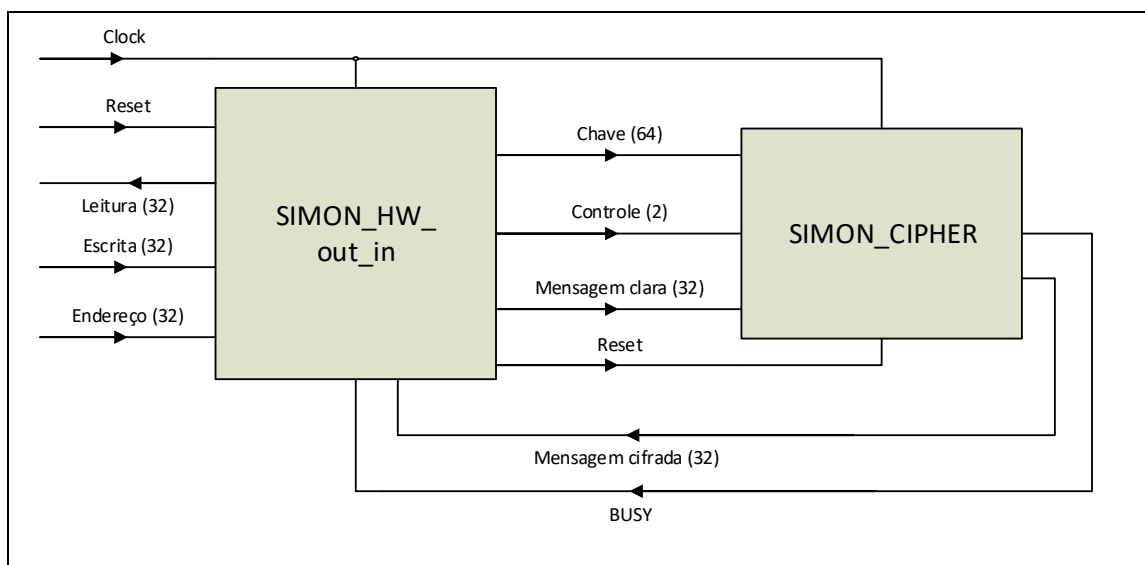 Clock
Reset
Leitura (32)
Escrita (32)
Endereço (32)
SIMON_HW_
out_in
Chave (64)
Controle (2)
Mensagem clara (32)
Reset
SIMON_CIPHER
Mensagem cifrada (32)
BUSY